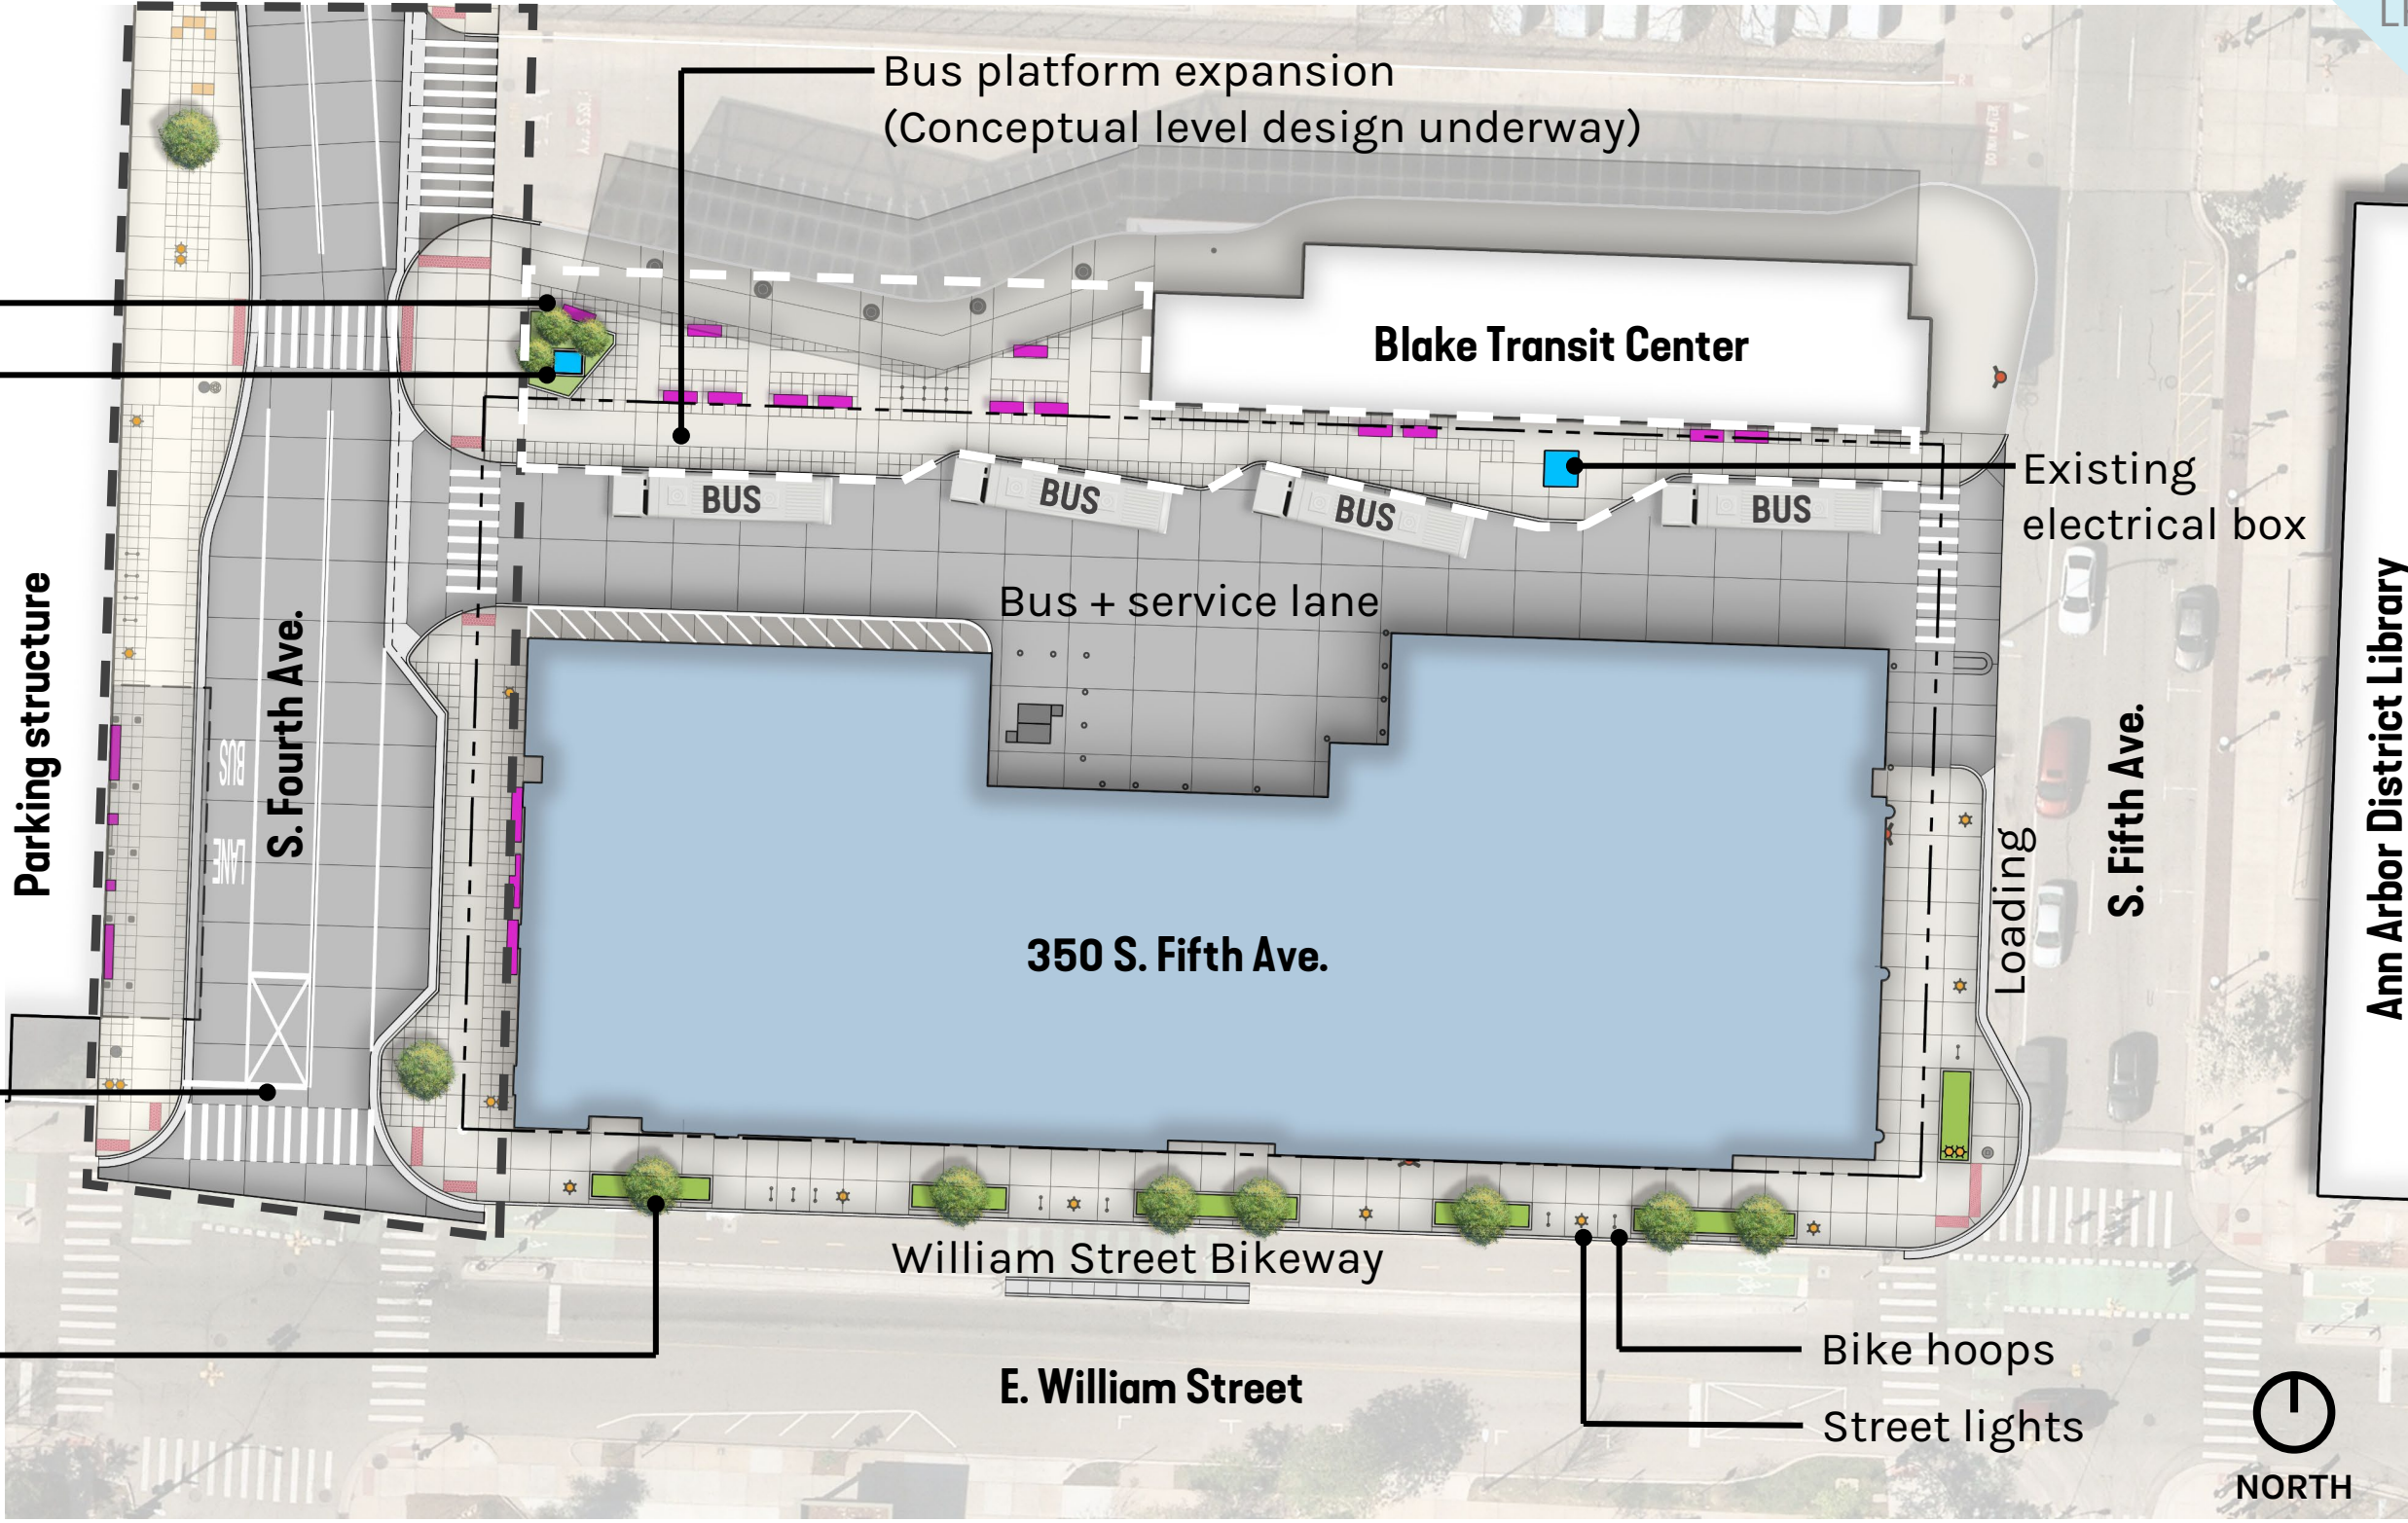 Bus platform expansion
(Conceptual level design underway)
Blake Transit Center
Existing
electrical box
BUS
BUS
BUS
BUS
Bus + service lane
Parking structure
S. Fourth Ave.
BUS
LANE
350 S. Fifth Ave.
Loading
S. Fifth Ave.
Ann Arbor District Library
William Street Bikeway
E. William Street
Bike hoops
Street lights
NORTH